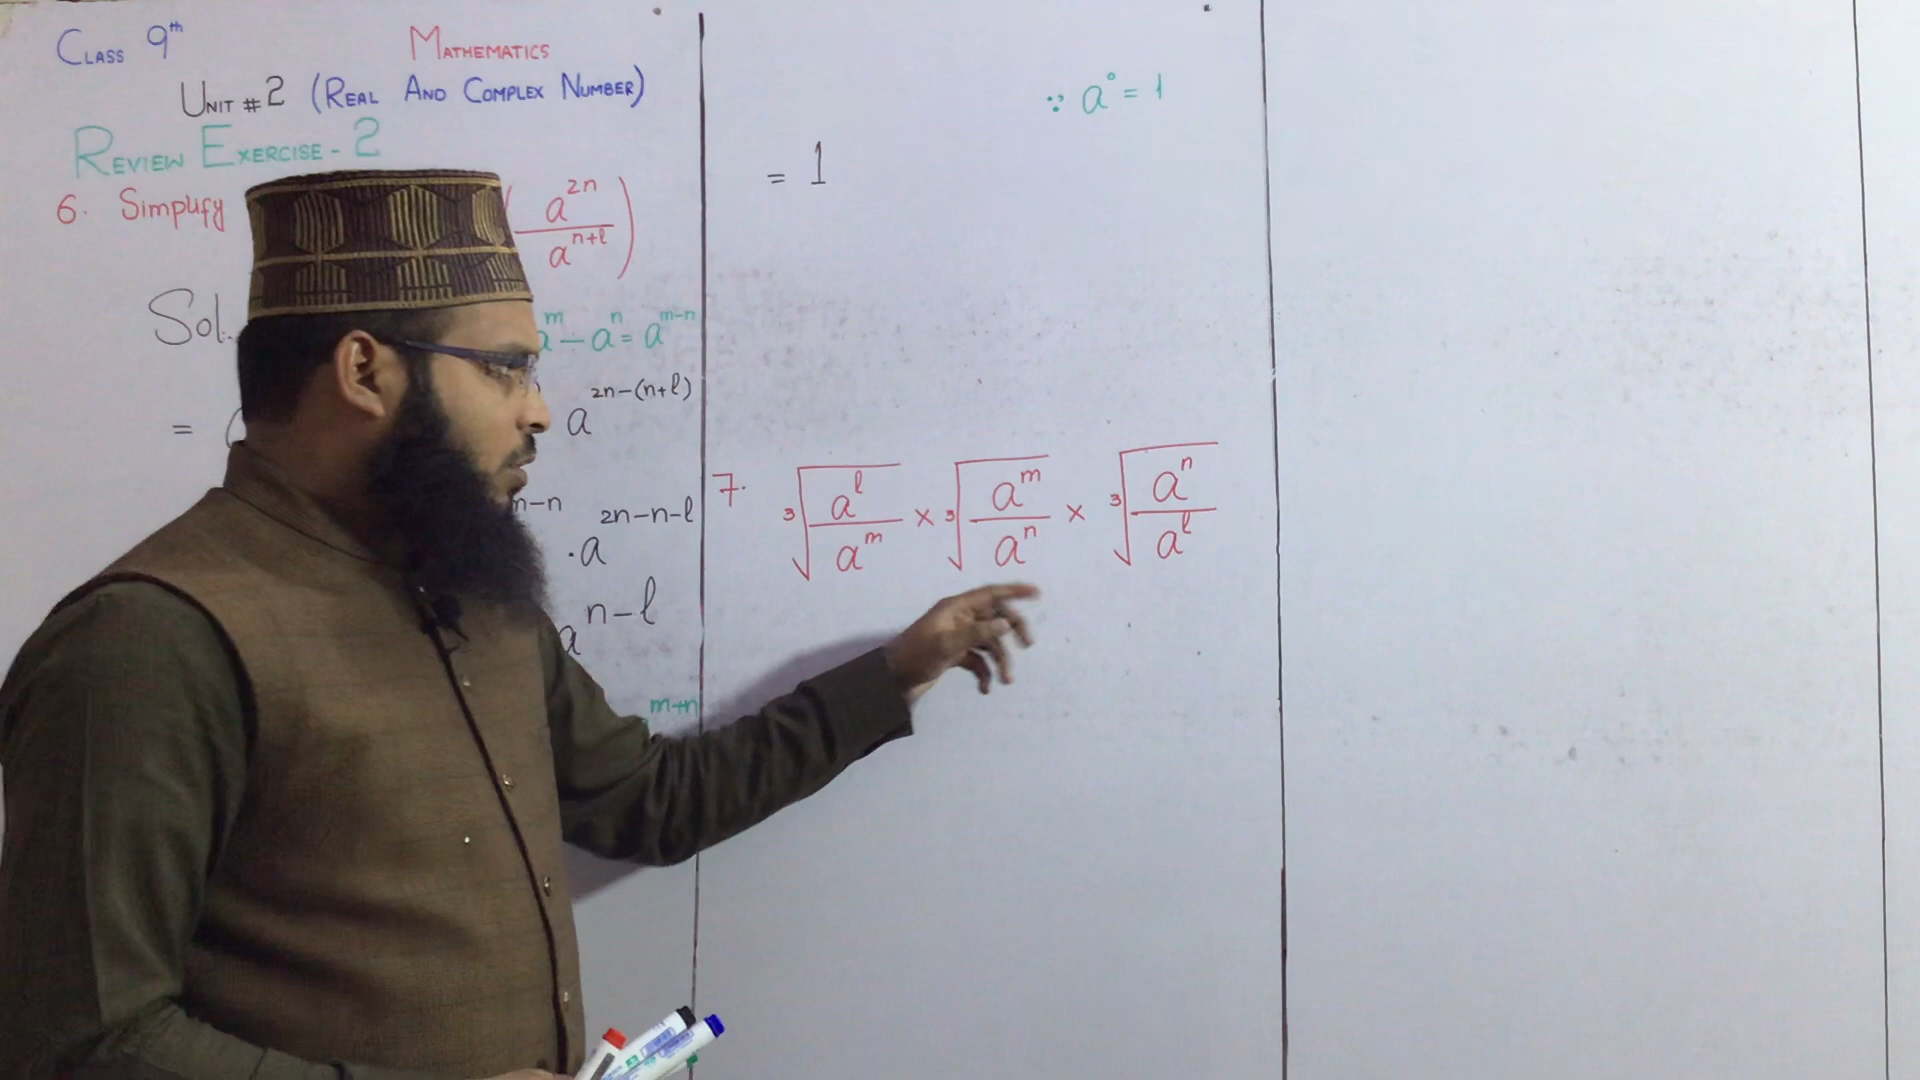 CLASS 9th MATHEMATICS
UNIT # 2 (REAL AND COMPLEX NUMBER)
REVIEW EXERCISE - 2
6. Simplify ( a^2n / a^n+l )
Sol.
a^m — a^n = a^m-n
= a^2n-(n+l)
m-n
. a^2n-n-l
a^n-l
m+n
∵ a° = 1
= 1
7. ³√(a^l / a^m) × ³√(a^m / a^n) × ³√(a^n / a^l)